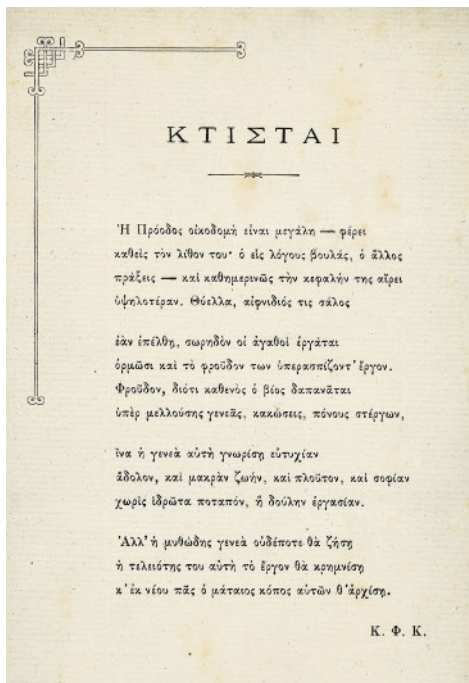 ΚΤΙΣΤΑΙ
Ἡ Πρόοδος οἰκοδομὴ εἶναι μεγάλη — φέρει
καθεὶς τὸν λίθον του· ὁ εἷς λόγους βουλάς, ὁ ἄλλος
πράξεις — καὶ καθημερινῶς τὴν κεφαλήν της αἴρει
ὑψηλοτέραν. Θύελλα, αἰφνίδιός τις σάλος
ἐὰν ἐπέλθῃ, σωρηδὸν οἱ ἀγαθοὶ ἐργάται
ὁρμῶσι καὶ τὸ φροῦδόν των ὑπερασπίζοντ' ἔργον.
Φροῦδον, διότι καθενὸς ὁ βίος δαπανᾶται
ὑπὲρ μελλούσης γενεᾶς, κακώσεις, πόνους στέργων,
ἵνα ἡ γενεὰ αὐτὴ γνωρίσῃ εὐτυχίαν
ἄδολον, καὶ μακρὰν ζωήν, καὶ πλοῦτον, καὶ σοφίαν
χωρὶς ἱδρῶτα ποταπόν, ἢ δούλην ἐργασίαν.
Ἀλλ' ἡ μυθώδης γενεὰ οὐδέποτε θὰ ζήσῃ
ἡ τελειότης του αὐτὴ τὸ ἔργον θὰ κρημνίσῃ
κ' ἐκ νέου πᾶς ὁ μάταιος κόπος αὐτῶν θ' ἀρχίσῃ.
Κ. Φ. Κ.